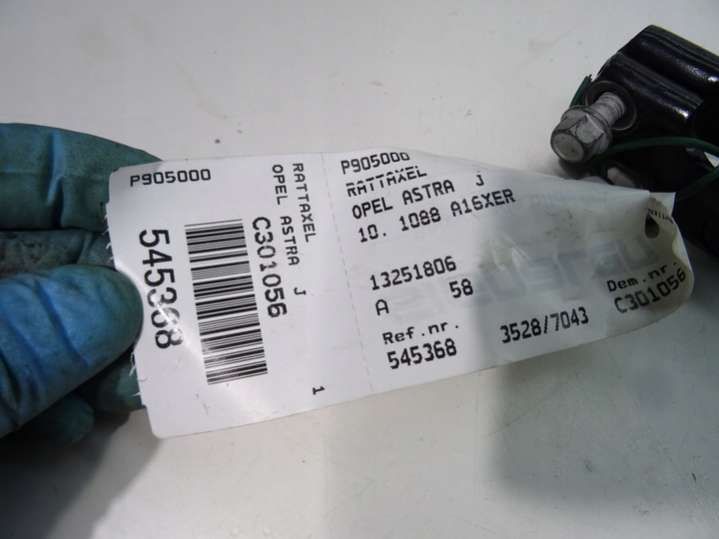 P905000
RATTAXEL
OPEL ASTRA J
C301056
545368
1
P905000
RATTAXEL
OPEL ASTRA J
10. 1088 A16XER
13251806
A 58
Ref.nr.
545368
3528/7043
Dem.nr.
C301056